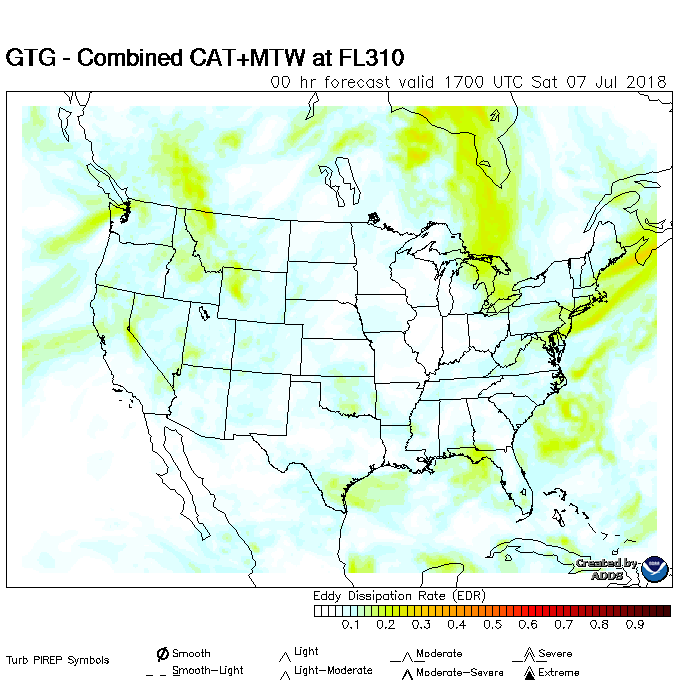 GTG - Combined CAT+MTW at FL310
00 hr forecast valid 1700 UTC Sat 07 Jul 2018
Created by
ADDS
Eddy Dissipation Rate (EDR)
0.1 0.2 0.3 0.4 0.5 0.6 0.7 0.8 0.9
Turb PIREP Symbols
Smooth Light Moderate Severe
Smooth-Light Light-Moderate Moderate-Severe Extreme